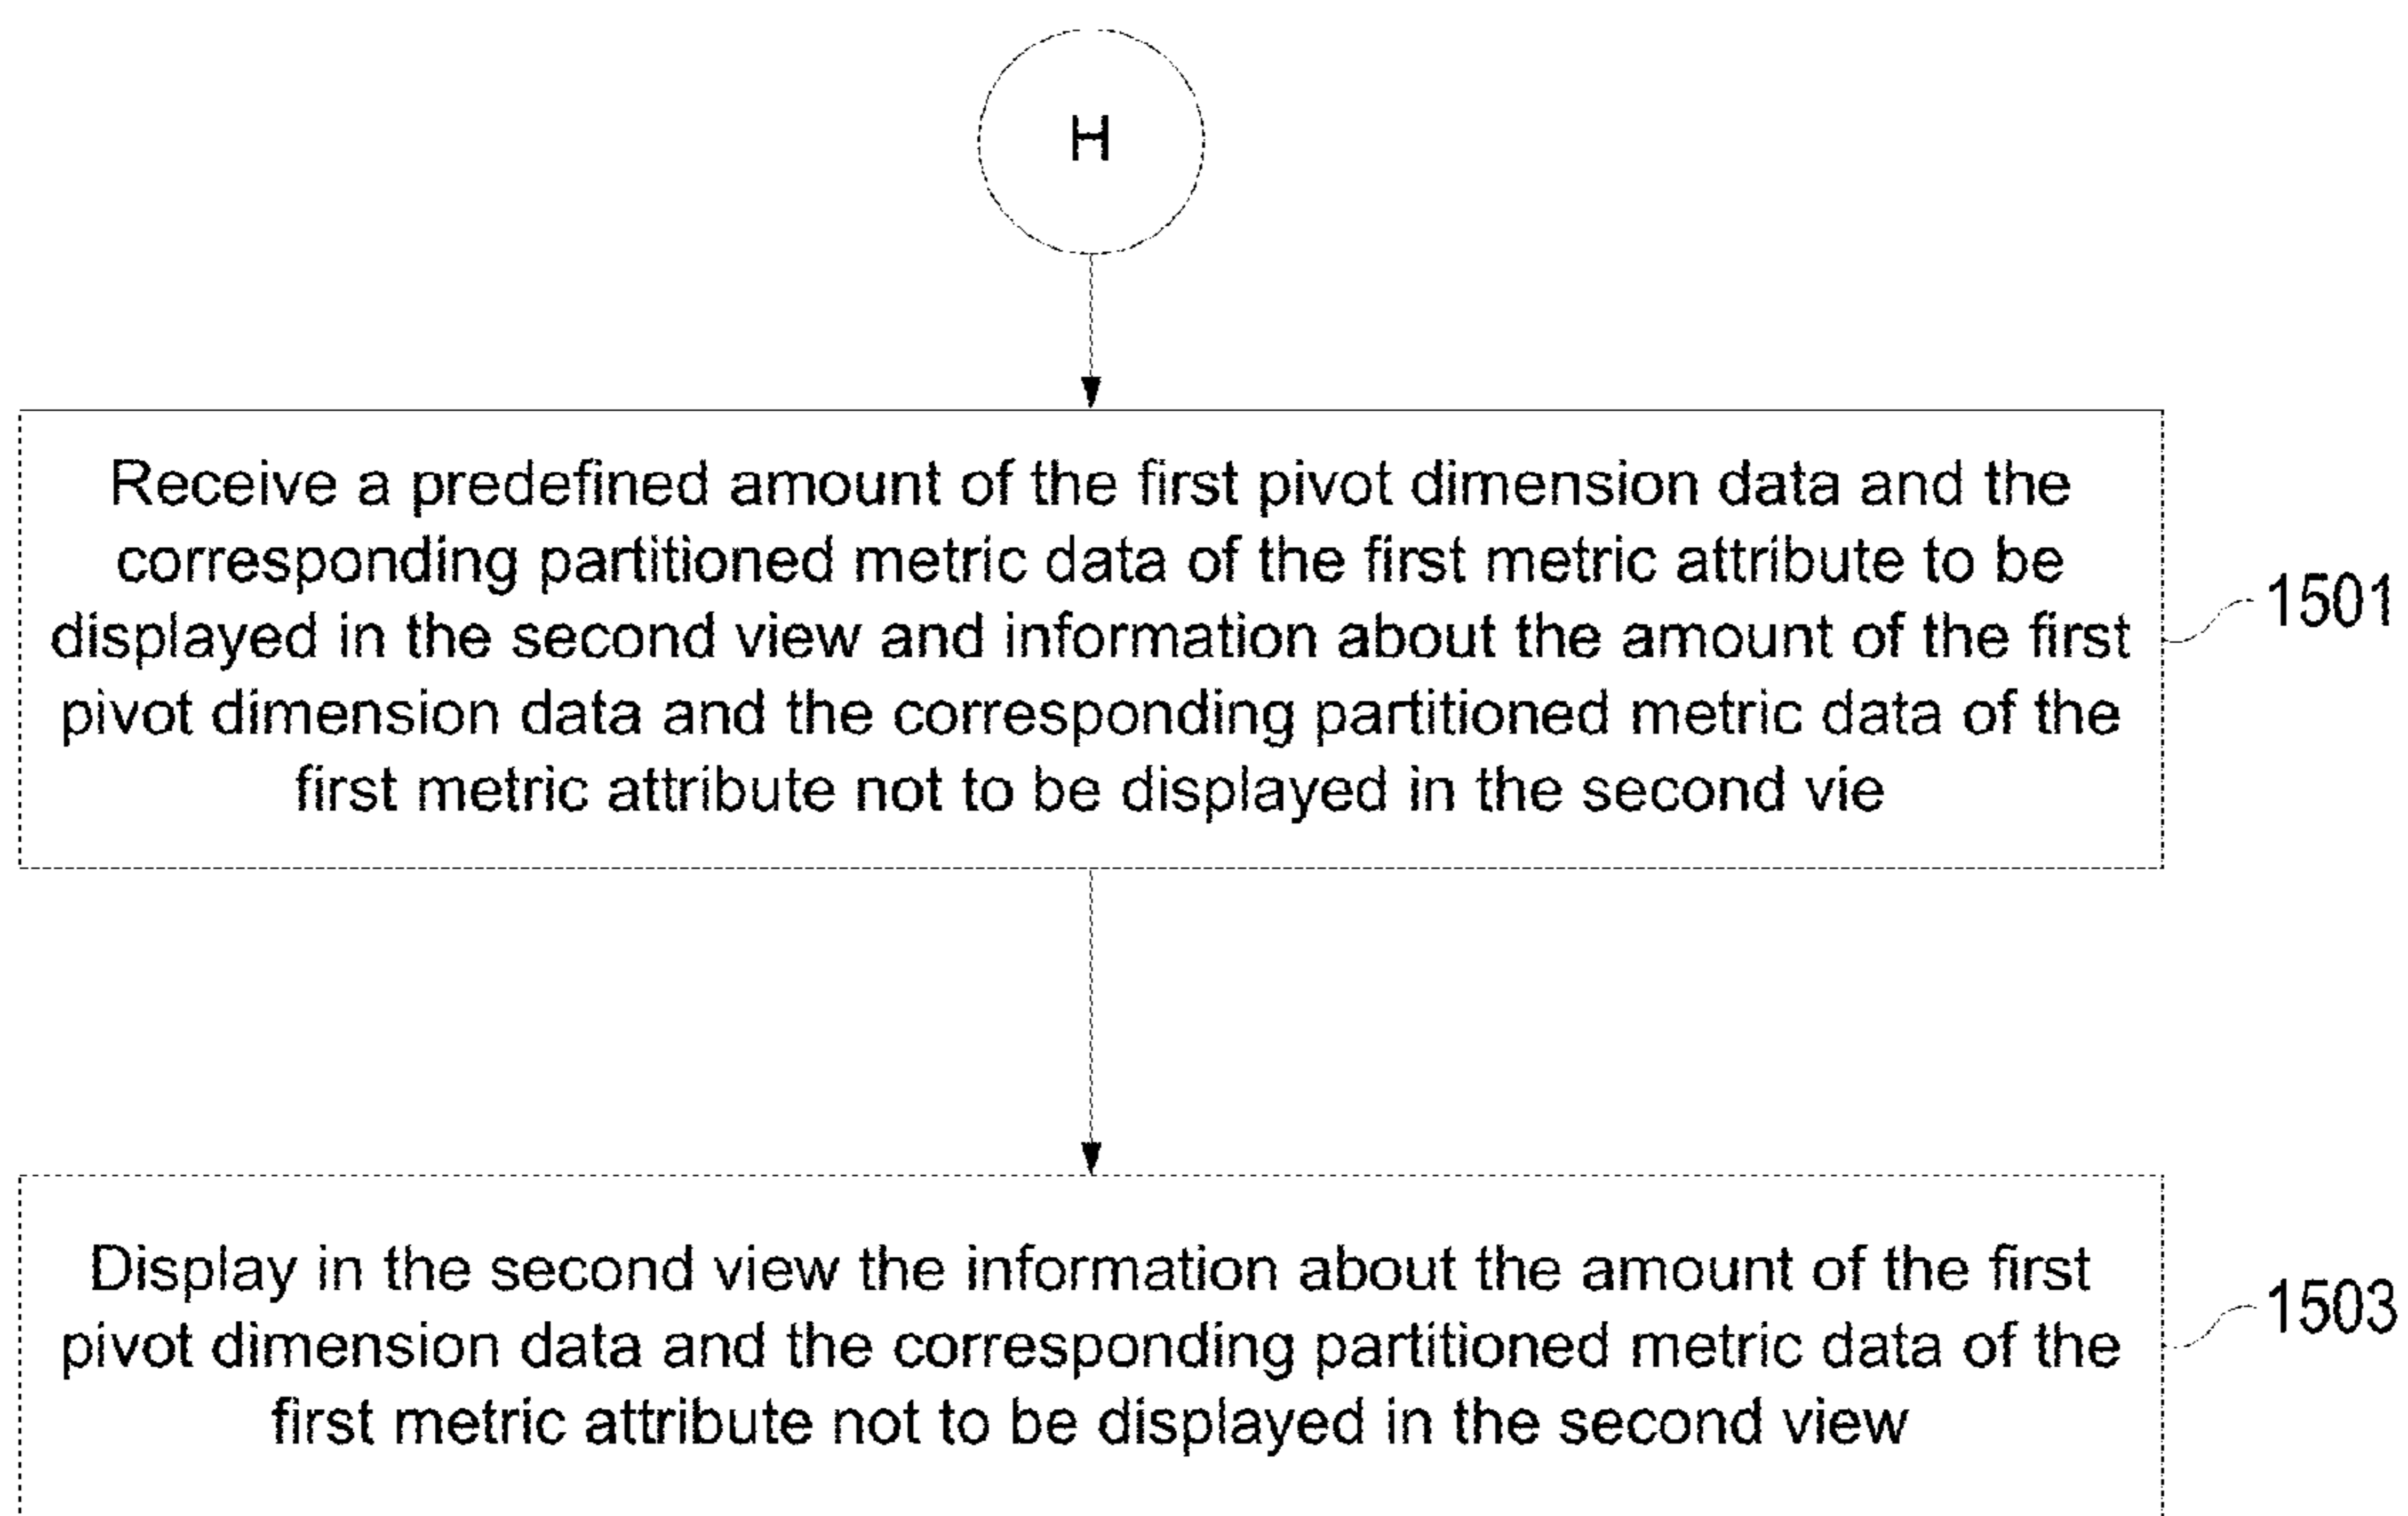 H
Receive a predefined amount of the first pivot dimension data and the
corresponding partitioned metric data of the first metric attribute to be
displayed in the second view and information about the amount of the first
pivot dimension data and the corresponding partitioned metric data of the
first metric attribute not to be displayed in the second vie
1501
Display in the second view the information about the amount of the first
pivot dimension data and the corresponding partitioned metric data of the
first metric attribute not to be displayed in the second view
1503